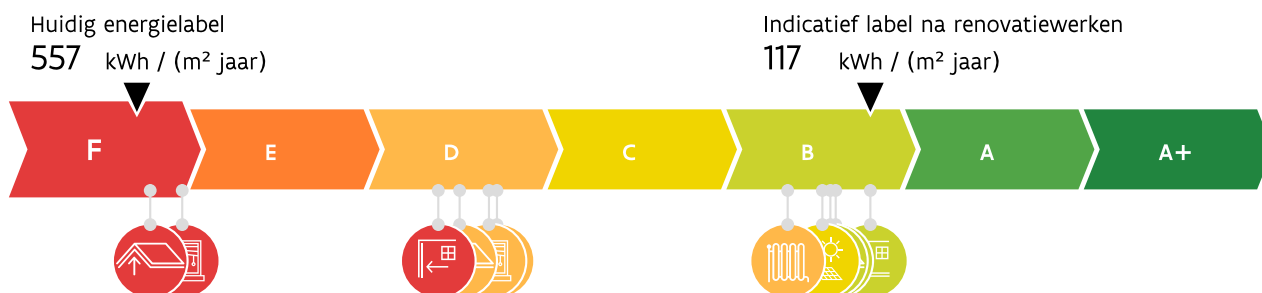 Huidig energielabel
557 kWh / (m² jaar)
Indicatief label na renovatiewerken
117 kWh / (m² jaar)
F E D C B A A+